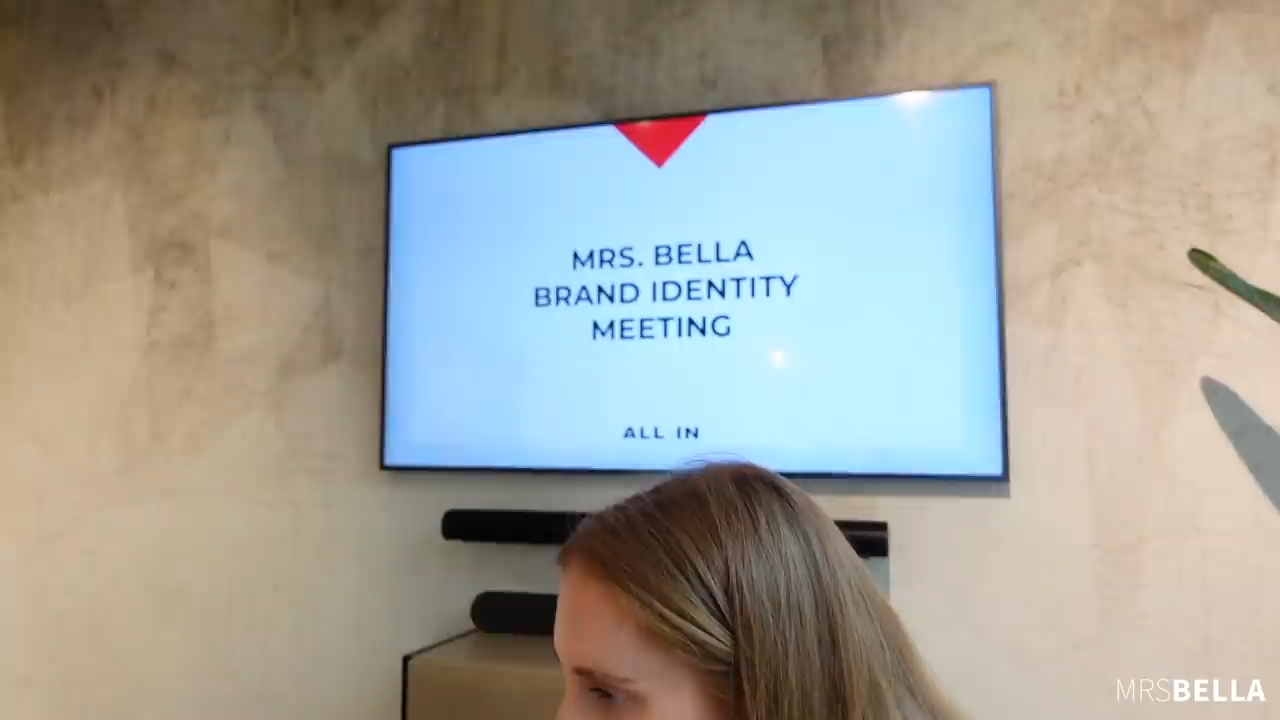 MRS. BELLA
BRAND IDENTITY
MEETING
ALL IN
MRSBELLA